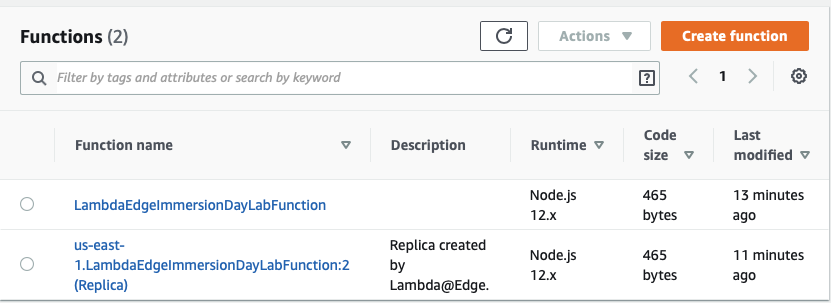 Functions (2)
Actions
Create function
Filter by tags and attributes or search by keyword
?
1
Function name
Description
Runtime
Code
size
Last
modified
LambdaEdgeImmersionDayLabFunction
Node.js
12.x
465
bytes
13 minutes
ago
us-east-
1.LambdaEdgeImmersionDayLabFunction:2
(Replica)
Replica created
by
Lambda@Edge.
Node.js
12.x
465
bytes
11 minutes
ago